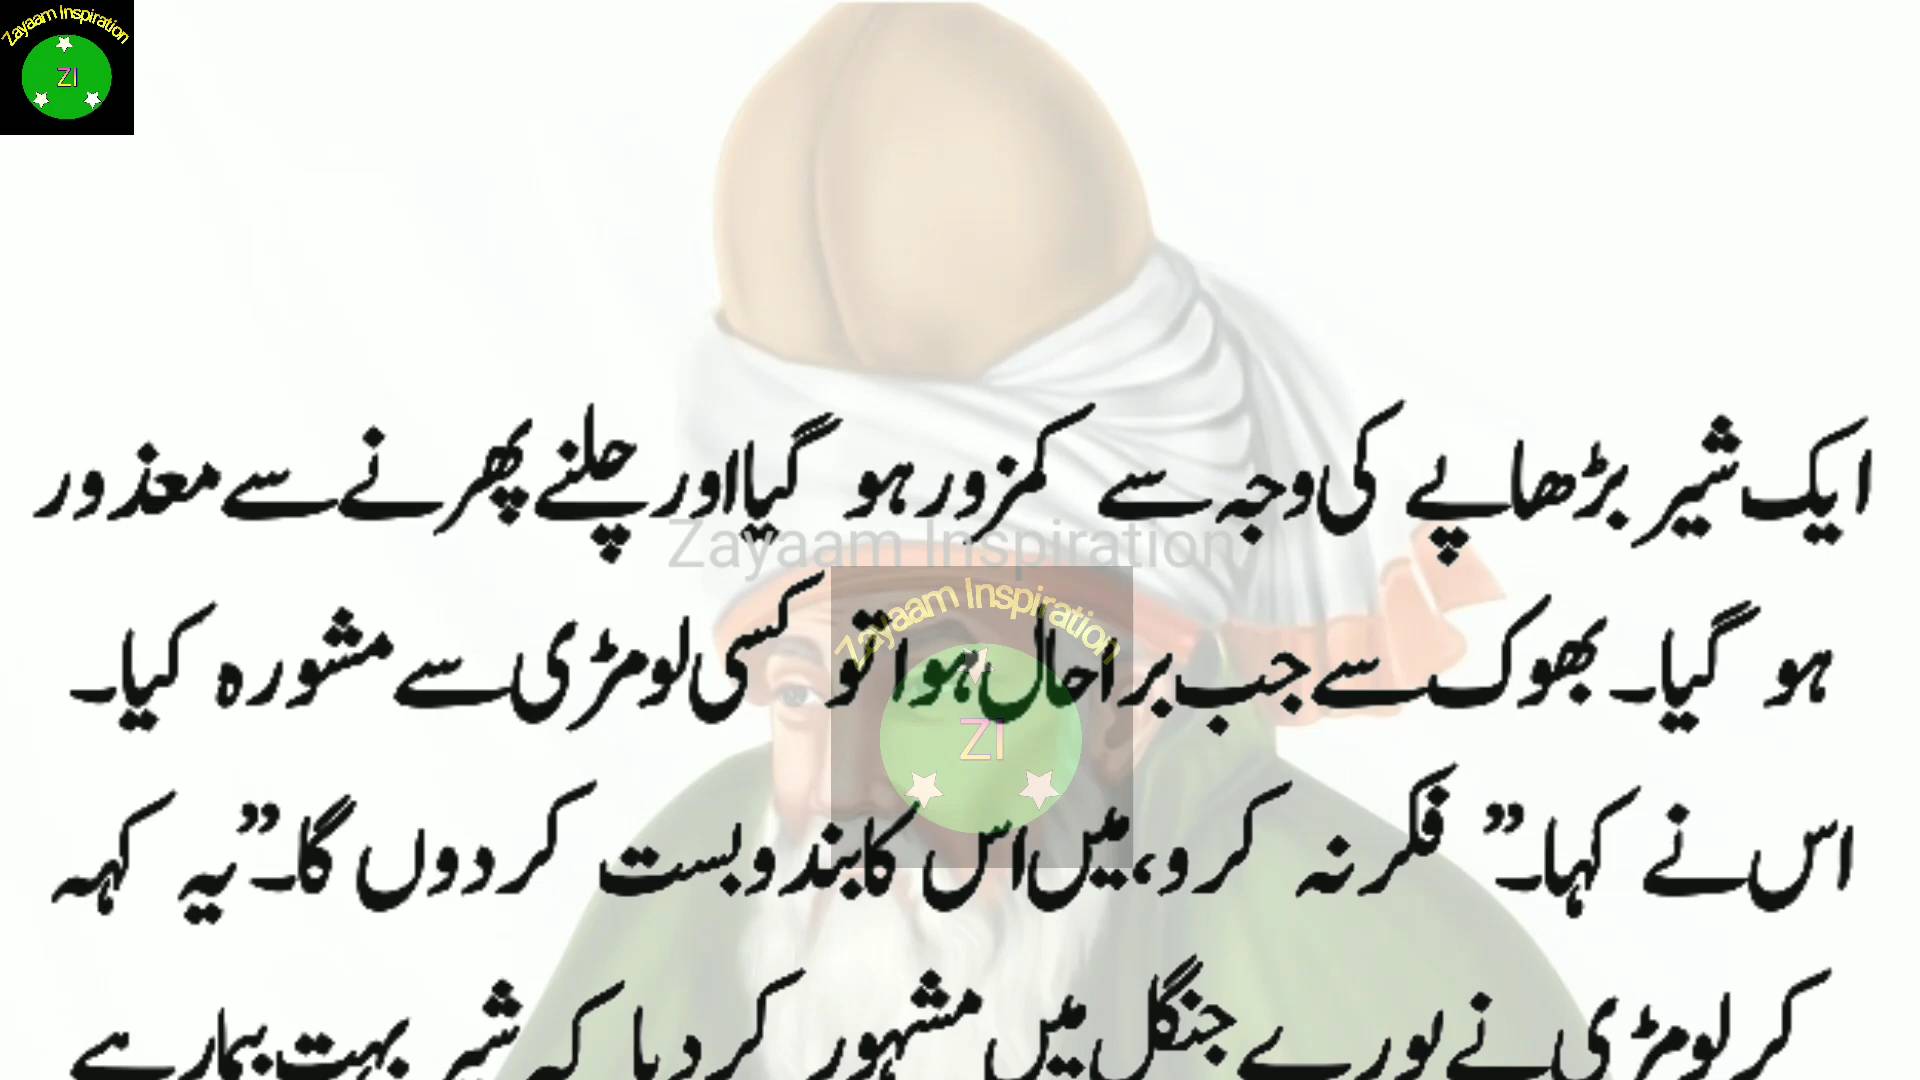 Zayaam Inspiration
ZI
ایک شیر بڑھاپے کی وجہ سے کمزور ہو گیا اور چلنے پھرنے سے معذور
Zayaam Inspiration
Zayaam Inspiration
ہو گیا۔ بھوک سے جب برا حال ہوا تو کسی لومڑی سے مشورہ کیا۔
ZI
اس نے کہا۔” فکر نہ کرو، میں اس کا بندوبست کردوں گا۔” یہ کہہ
کر لومڑی نے پورے جنگل میں مشہور کر دیا کہ شیر بہت بیمار ہے